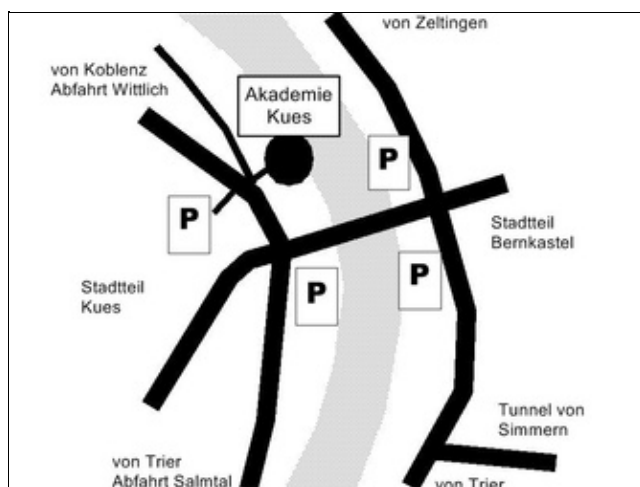 von Zeltingen
von Koblenz
Abfahrt Wittlich
Akademie
Kues
P
P
Stadtteil
Bernkastel
P
P
Stadtteil
Kues
Tunnel von
Simmern
von Trier
Abfahrt Salmtal
von Trier